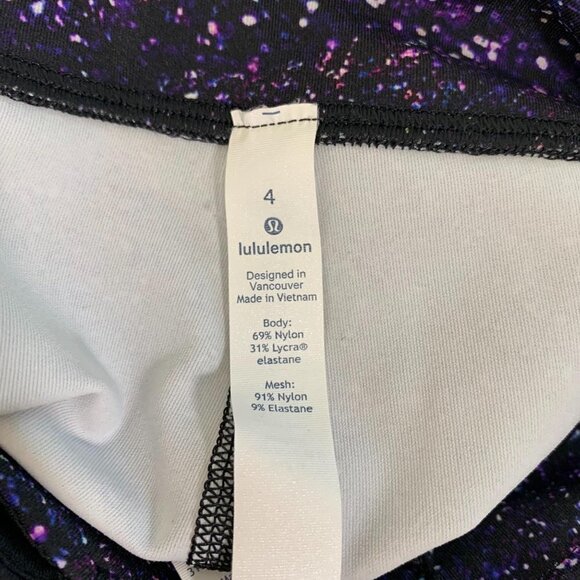 4
lululemon
Designed in
Vancouver
Made in Vietnam
Body:
69% Nylon
31% Lycra®
elastane
Mesh:
91% Nylon
9% Elastane